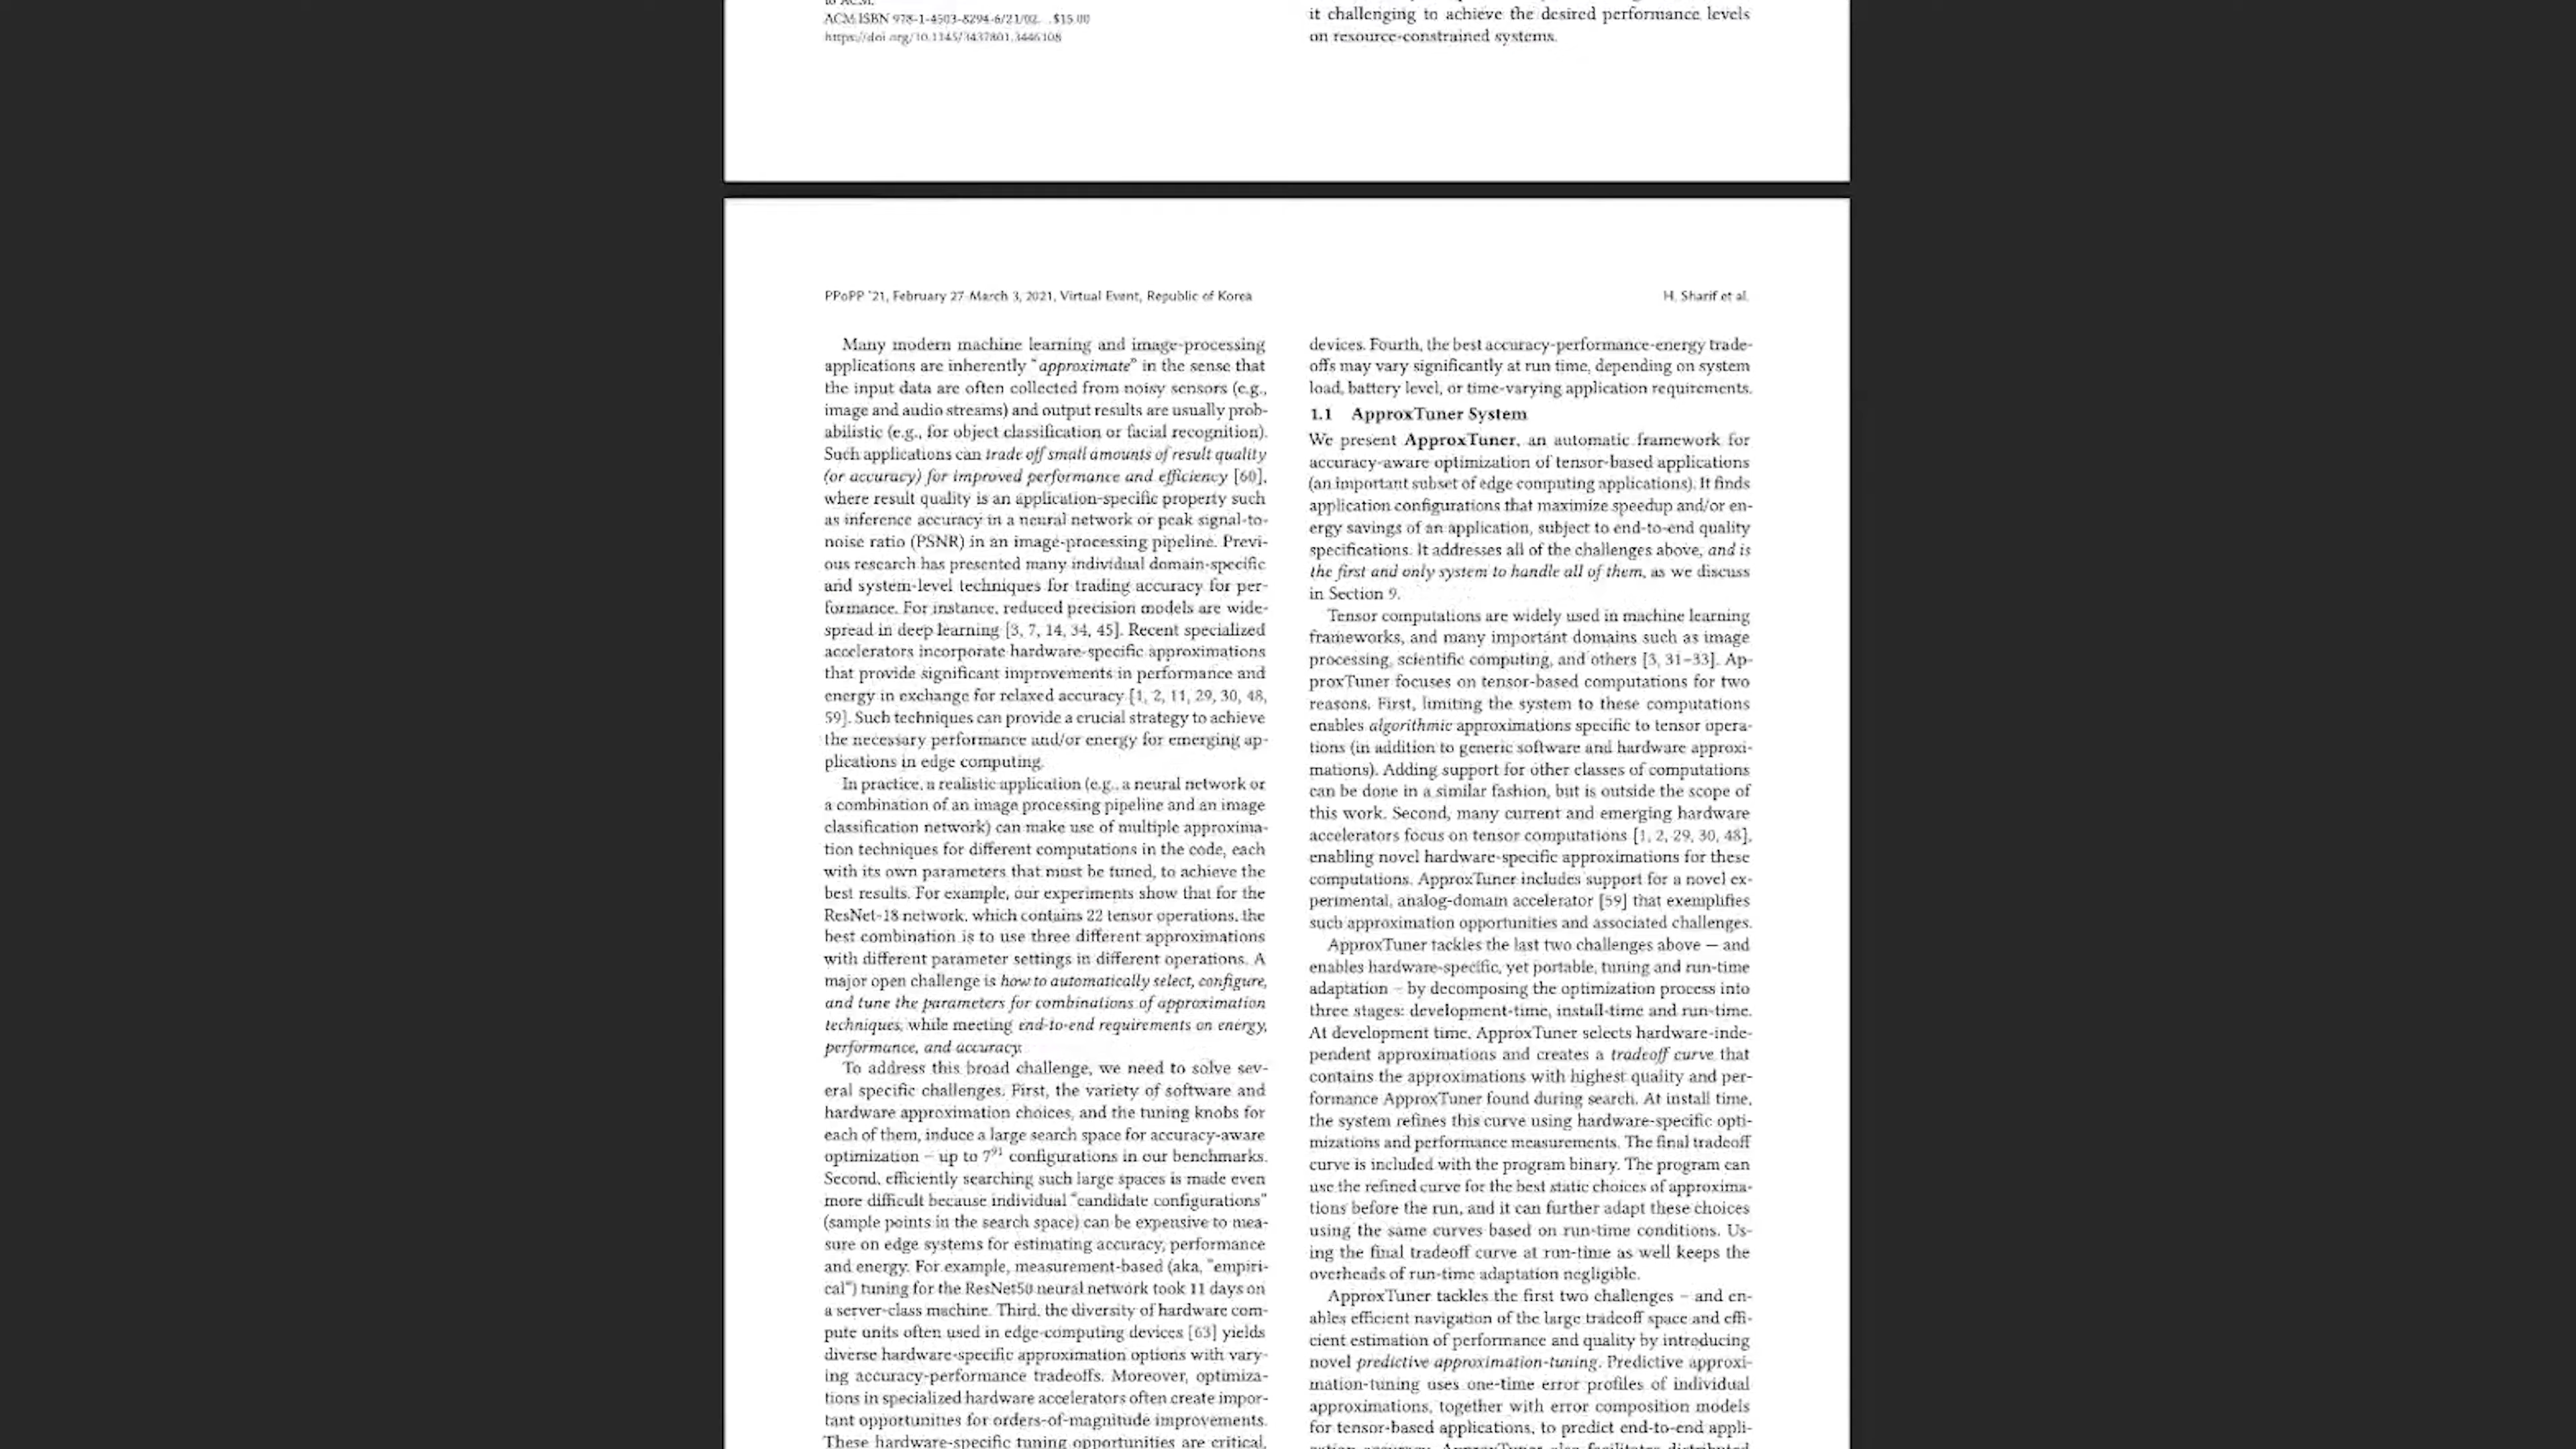 to ACM.
ACM ISBN 978-1-4503-8294-6/21/02. . .$15.00
https://doi.org/10.1145/3437801.3446108
it challenging to achieve the desired performance levels
on resource-constrained systems.
PPoPP '21, February 27-March 3, 2021, Virtual Event, Republic of Korea
H. Sharif et al.
Many modern machine learning and image-processing
applications are inherently "approximate" in the sense that
the input data are often collected from noisy sensors (e.g.,
image and audio streams) and output results are usually prob-
abilistic (e.g., for object classification or facial recognition).
Such applications can trade off small amounts of result quality
(or accuracy) for improved performance and efficiency [60],
where result quality is an application-specific property such
as inference accuracy in a neural network or peak signal-to-
noise ratio (PSNR) in an image-processing pipeline. Previ-
ous research has presented many individual domain-specific
and system-level techniques for trading accuracy for per-
formance. For instance, reduced precision models are wide-
spread in deep learning [3, 7, 14, 34, 45]. Recent specialized
accelerators incorporate hardware-specific approximations
that provide significant improvements in performance and
energy in exchange for relaxed accuracy [1, 2, 11, 29, 30, 48,
59]. Such techniques can provide a crucial strategy to achieve
the necessary performance and/or energy for emerging ap-
plications in edge computing.
In practice, a realistic application (e.g., a neural network or
a combination of an image processing pipeline and an image
classification network) can make use of multiple approxima-
tion techniques for different computations in the code, each
with its own parameters that must be tuned, to achieve the
best results. For example, our experiments show that for the
ResNet-18 network, which contains 22 tensor operations, the
best combination is to use three different approximations
with different parameter settings in different operations. A
major open challenge is how to automatically select, configure,
and tune the parameters for combinations of approximation
techniques, while meeting end-to-end requirements on energy,
performance, and accuracy.
To address this broad challenge, we need to solve sev-
eral specific challenges. First, the variety of software and
hardware approximation choices, and the tuning knobs for
each of them, induce a large search space for accuracy-aware
optimization – up to 7⁹¹ configurations in our benchmarks.
Second, efficiently searching such large spaces is made even
more difficult because individual "candidate configurations"
(sample points in the search space) can be expensive to mea-
sure on edge systems for estimating accuracy, performance
and energy. For example, measurement-based (aka, "empiri-
cal") tuning for the ResNet50 neural network took 11 days on
a server-class machine. Third, the diversity of hardware com-
pute units often used in edge-computing devices [63] yields
diverse hardware-specific approximation options with vary-
ing accuracy-performance tradeoffs. Moreover, optimiza-
tions in specialized hardware accelerators often create impor-
tant opportunities for orders-of-magnitude improvements.
These hardware-specific tuning opportunities are critical,
devices. Fourth, the best accuracy-performance-energy trade-
offs may vary significantly at run time, depending on system
load, battery level, or time-varying application requirements.
1.1 ApproxTuner System
We present ApproxTuner, an automatic framework for
accuracy-aware optimization of tensor-based applications
(an important subset of edge computing applications). It finds
application configurations that maximize speedup and/or en-
ergy savings of an application, subject to end-to-end quality
specifications. It addresses all of the challenges above, and is
the first and only system to handle all of them, as we discuss
in Section 9.
Tensor computations are widely used in machine learning
frameworks, and many important domains such as image
processing, scientific computing, and others [3, 31–33]. Ap-
proxTuner focuses on tensor-based computations for two
reasons. First, limiting the system to these computations
enables algorithmic approximations specific to tensor opera-
tions (in addition to generic software and hardware approxi-
mations). Adding support for other classes of computations
can be done in a similar fashion, but is outside the scope of
this work. Second, many current and emerging hardware
accelerators focus on tensor computations [1, 2, 29, 30, 48],
enabling novel hardware-specific approximations for these
computations. ApproxTuner includes support for a novel ex-
perimental, analog-domain accelerator [59] that exemplifies
such approximation opportunities and associated challenges.
ApproxTuner tackles the last two challenges above — and
enables hardware-specific, yet portable, tuning and run-time
adaptation – by decomposing the optimization process into
three stages: development-time, install-time and run-time.
At development time, ApproxTuner selects hardware-inde-
pendent approximations and creates a tradeoff curve that
contains the approximations with highest quality and per-
formance ApproxTuner found during search. At install time,
the system refines this curve using hardware-specific opti-
mizations and performance measurements. The final tradeoff
curve is included with the program binary. The program can
use the refined curve for the best static choices of approxima-
tions before the run, and it can further adapt these choices
using the same curves based on run-time conditions. Us-
ing the final tradeoff curve at run-time as well keeps the
overheads of run-time adaptation negligible.
ApproxTuner tackles the first two challenges – and en-
ables efficient navigation of the large tradeoff space and effi-
cient estimation of performance and quality by introducing
novel predictive approximation-tuning. Predictive approxi-
mation-tuning uses one-time error profiles of individual
approximations, together with error composition models
for tensor-based applications, to predict end-to-end appli-